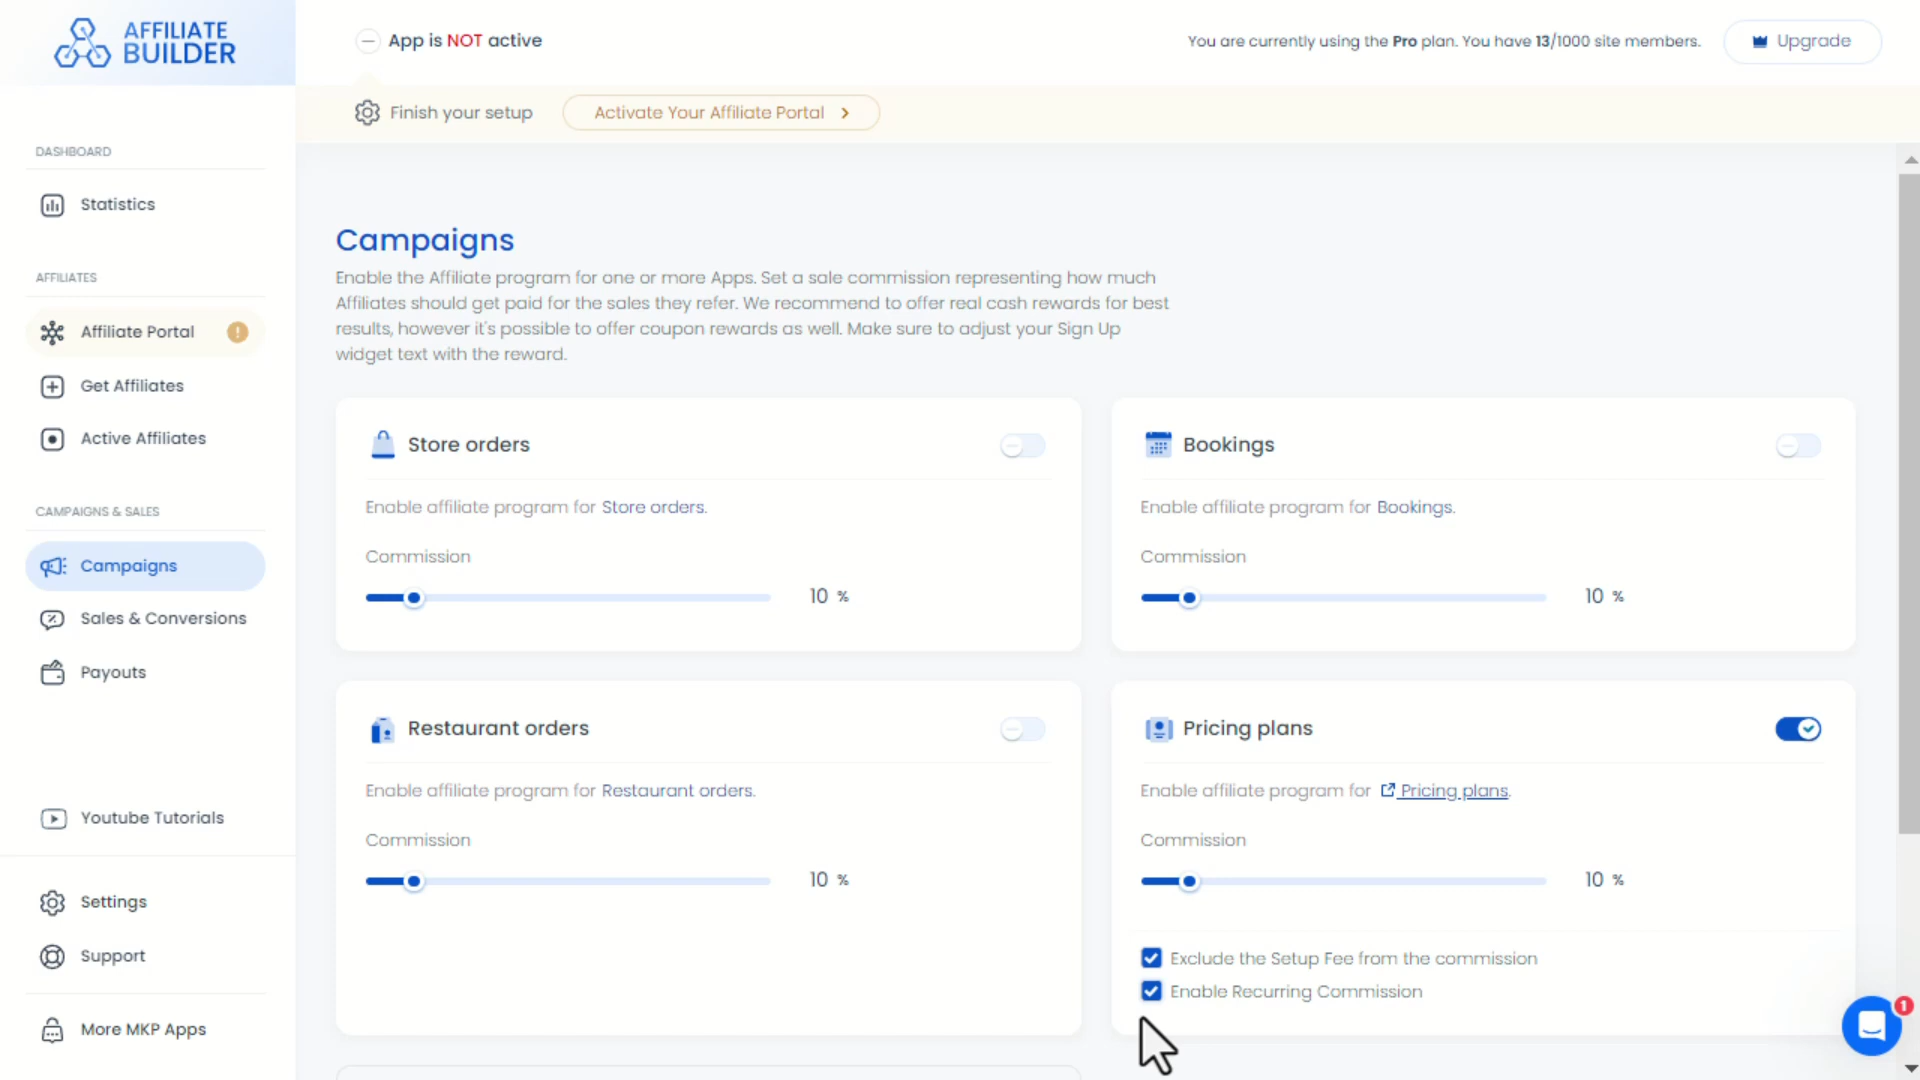 AFFILIATE
BUILDER
App is NOT active
You are currently using the Pro plan. You have 13/1000 site members.
Upgrade
Finish your setup
Activate Your Affiliate Portal
DASHBOARD
Statistics
AFFILIATES
Affiliate Portal
Get Affiliates
Active Affiliates
CAMPAIGNS & SALES
Campaigns
Sales & Conversions
Payouts
Youtube Tutorials
Settings
Support
More MKP Apps
Campaigns
Enable the Affiliate program for one or more Apps. Set a sale commission representing how much
Affiliates should get paid for the sales they refer. We recommend to offer real cash rewards for best
results, however it's possible to offer coupon rewards as well. Make sure to adjust your Sign Up
widget text with the reward.
Store orders
Enable affiliate program for Store orders.
Commission
10 %
Bookings
Enable affiliate program for Bookings.
Commission
10 %
Restaurant orders
Enable affiliate program for Restaurant orders.
Commission
10 %
Pricing plans
Enable affiliate program for Pricing plans.
Commission
10 %
Exclude the Setup Fee from the commission
Enable Recurring Commission
1